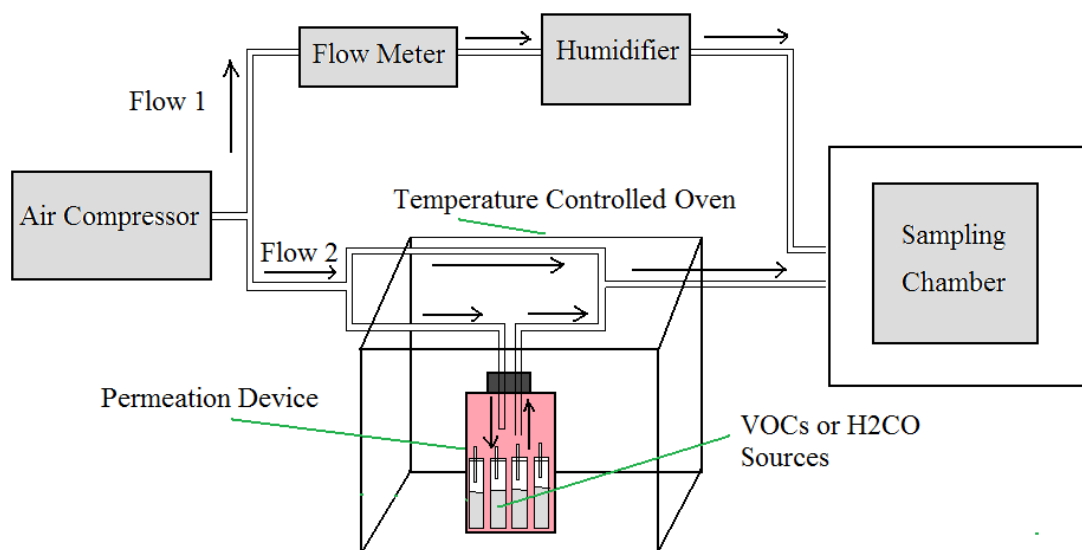 Flow Meter
Humidifier
Flow 1
Air Compressor
Temperature Controlled Oven
Flow 2
Sampling
Chamber
Permeation Device
VOCs or H2CO
Sources